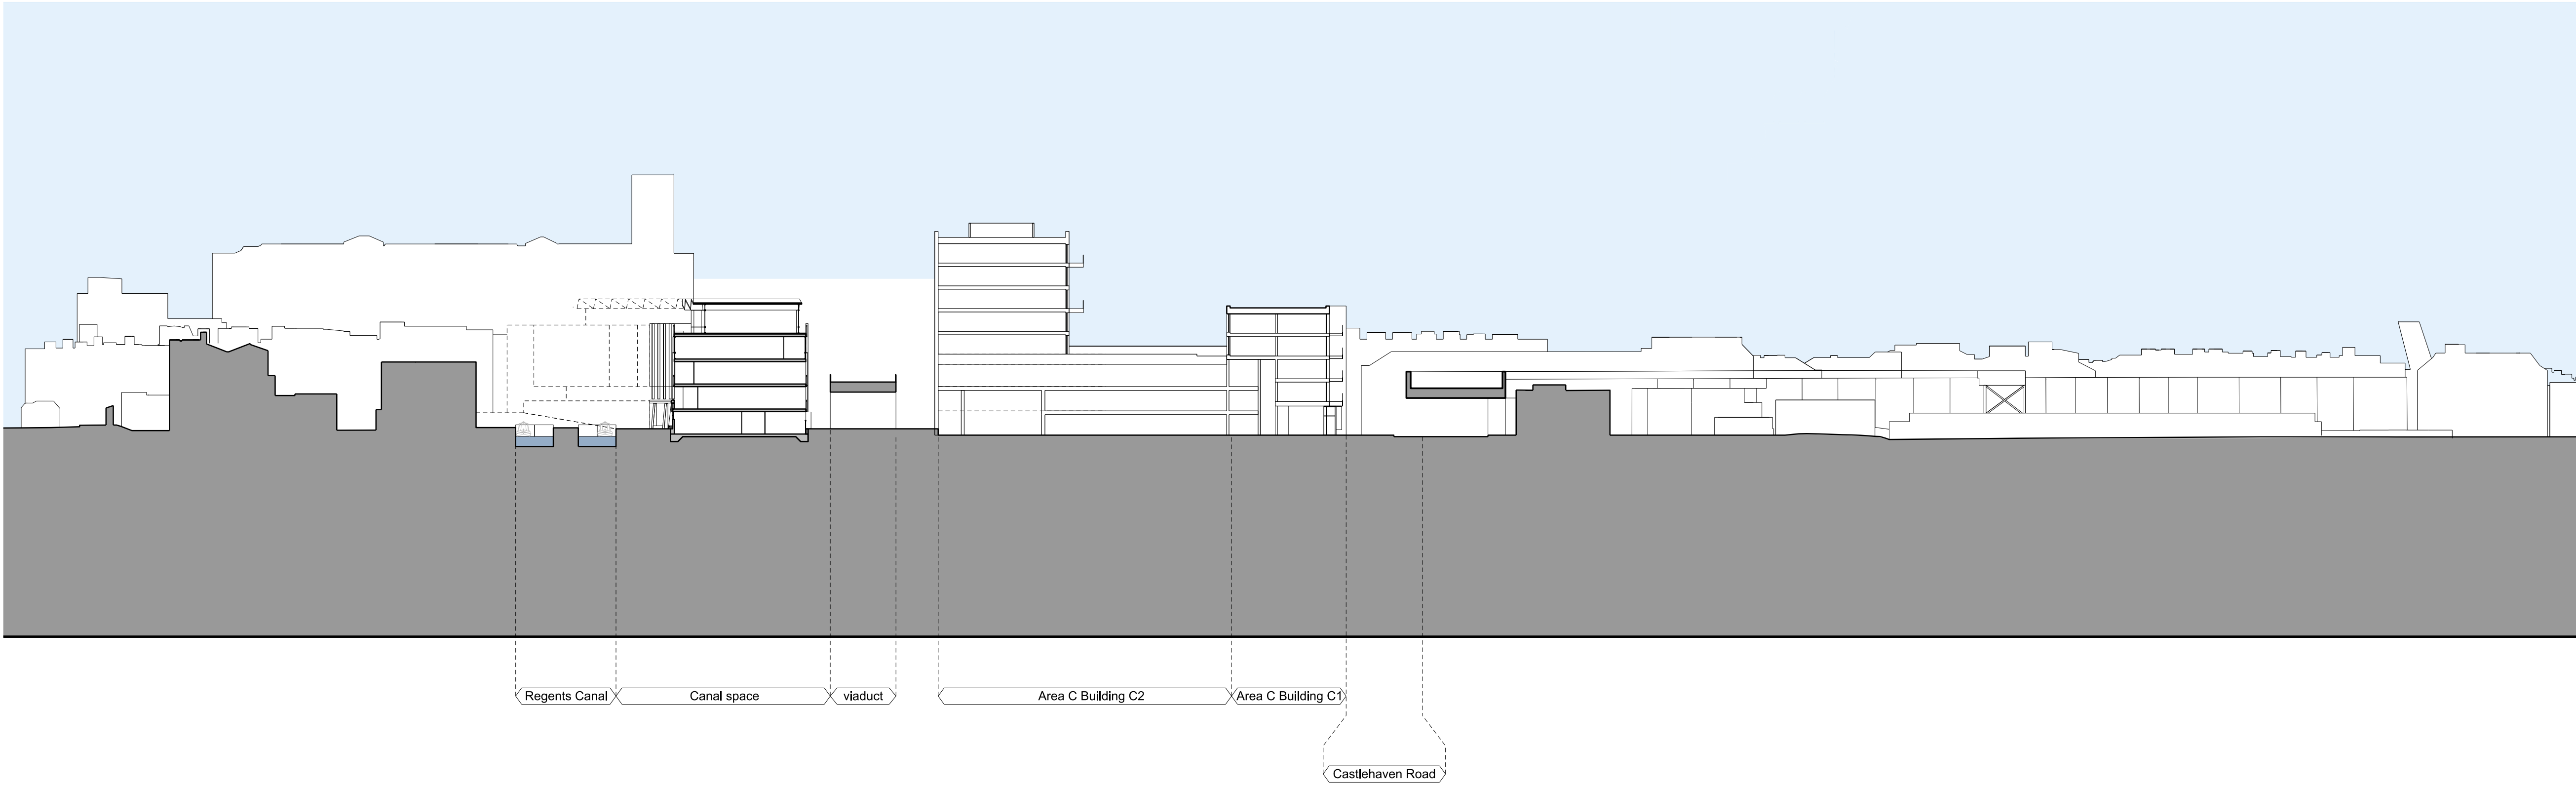 Regents Canal
Canal space
viaduct
Area C Building C2
Area C Building C1
Castlehaven Road